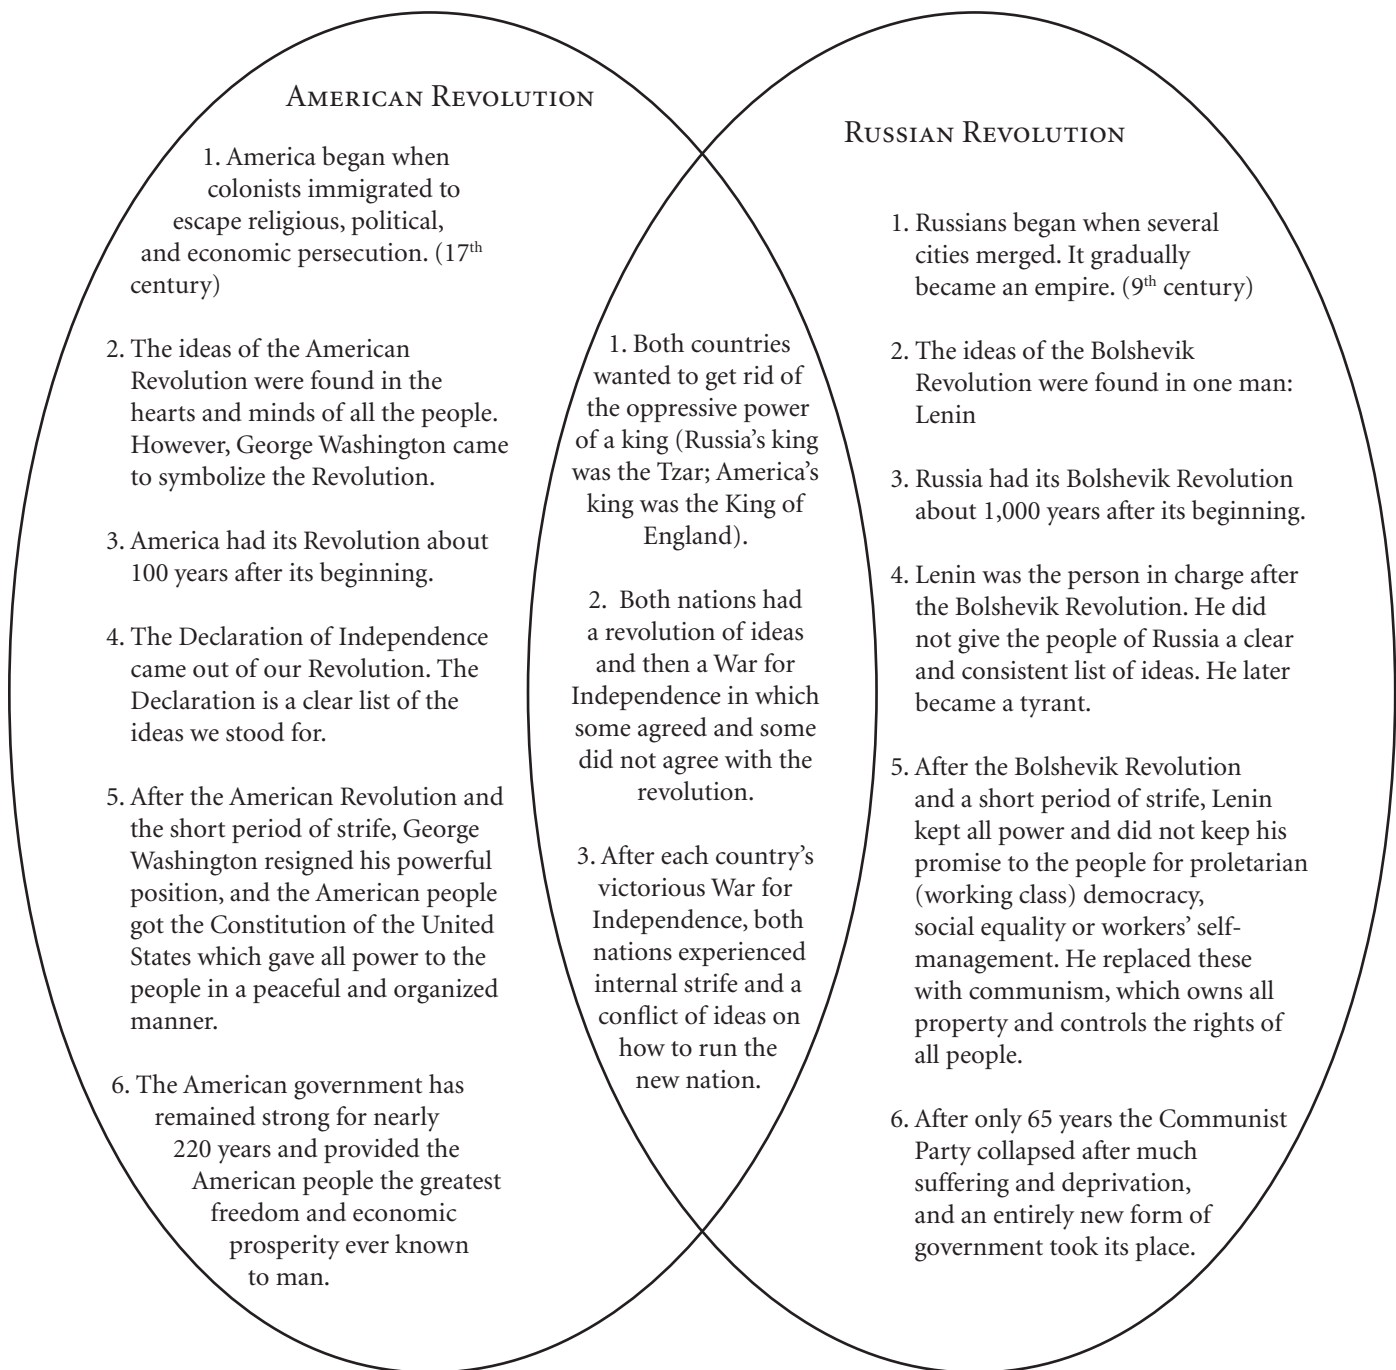 American Revolution
1. America began when
colonists immigrated to
escape religious, political,
and economic persecution. (17th
century)
2. The ideas of the American
Revolution were found in the
hearts and minds of all the people.
However, George Washington came
to symbolize the Revolution.
3. America had its Revolution about
100 years after its beginning.
4. The Declaration of Independence
came out of our Revolution. The
Declaration is a clear list of the
ideas we stood for.
5. After the American Revolution and
the short period of strife, George
Washington resigned his powerful
position, and the American people
got the Constitution of the United
States which gave all power to the
people in a peaceful and organized
manner.
6. The American government has
remained strong for nearly
220 years and provided the
American people the greatest
freedom and economic
prosperity ever known
to man.
1. Both countries
wanted to get rid of
the oppressive power
of a king (Russia’s king
was the Tzar; America’s
king was the King of
England).
2. Both nations had
a revolution of ideas
and then a War for
Independence in which
some agreed and some
did not agree with the
revolution.
3. After each country’s
victorious War for
Independence, both
nations experienced
internal strife and a
conflict of ideas on
how to run the
new nation.
Russian Revolution
1. Russians began when several
cities merged. It gradually
became an empire. (9th century)
2. The ideas of the Bolshevik
Revolution were found in one man:
Lenin
3. Russia had its Bolshevik Revolution
about 1,000 years after its beginning.
4. Lenin was the person in charge after
the Bolshevik Revolution. He did
not give the people of Russia a clear
and consistent list of ideas. He later
became a tyrant.
5. After the Bolshevik Revolution
and a short period of strife, Lenin
kept all power and did not keep his
promise to the people for proletarian
(working class) democracy,
social equality or workers’ self-
management. He replaced these
with communism, which owns all
property and controls the rights of
all people.
6. After only 65 years the Communist
Party collapsed after much
suffering and deprivation,
and an entirely new form of
government took its place.